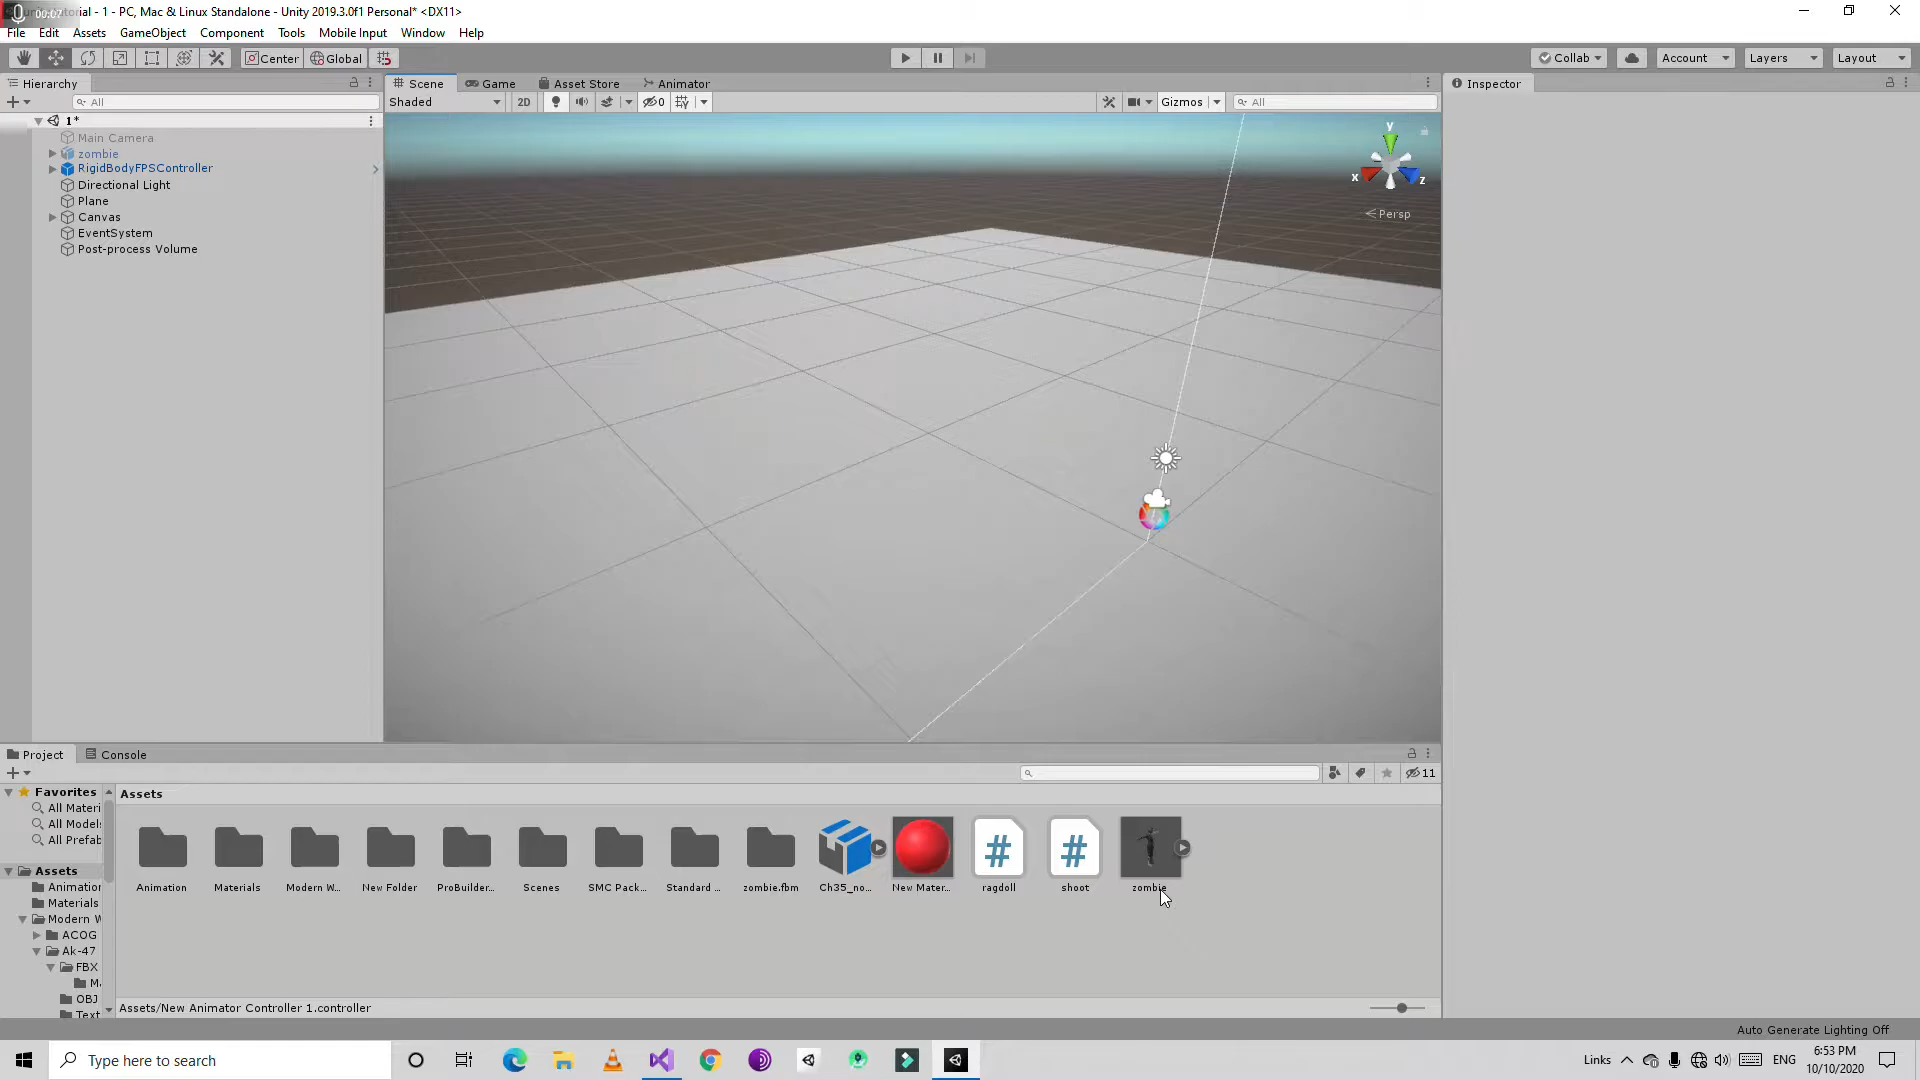 00:07
orial - 1 - PC, Mac & Linux Standalone - Unity 2019.3.0f1 Personal* <DX11>
File Edit Assets GameObject Component Tools Mobile Input Window Help
Center Global Collab Account Layers Layout
Hierarchy Scene Game Asset Store Animator Inspector
All Shaded 2D 0 Gizmos All
1*
Main Camera
zombie
RigidBodyFPSController
Directional Light
Plane
Canvas
EventSystem
Post-process Volume
y
x z
Persp
Project Console
11
Favorites Assets
All Materi
All Models
All Prefab
Assets
Animation
Materials
Modern W
ACOG
Ak-47
FBX
M
OBJ
Text
Animation Materials Modern W... New Folder ProBuilder... Scenes SMC Pack... Standard ... zombie.fbm Ch35_no... New Mater... ragdoll shoot zombie
Assets/New Animator Controller 1.controller
Auto Generate Lighting Off
Type here to search
Links ENG 6:53 PM
10/10/2020